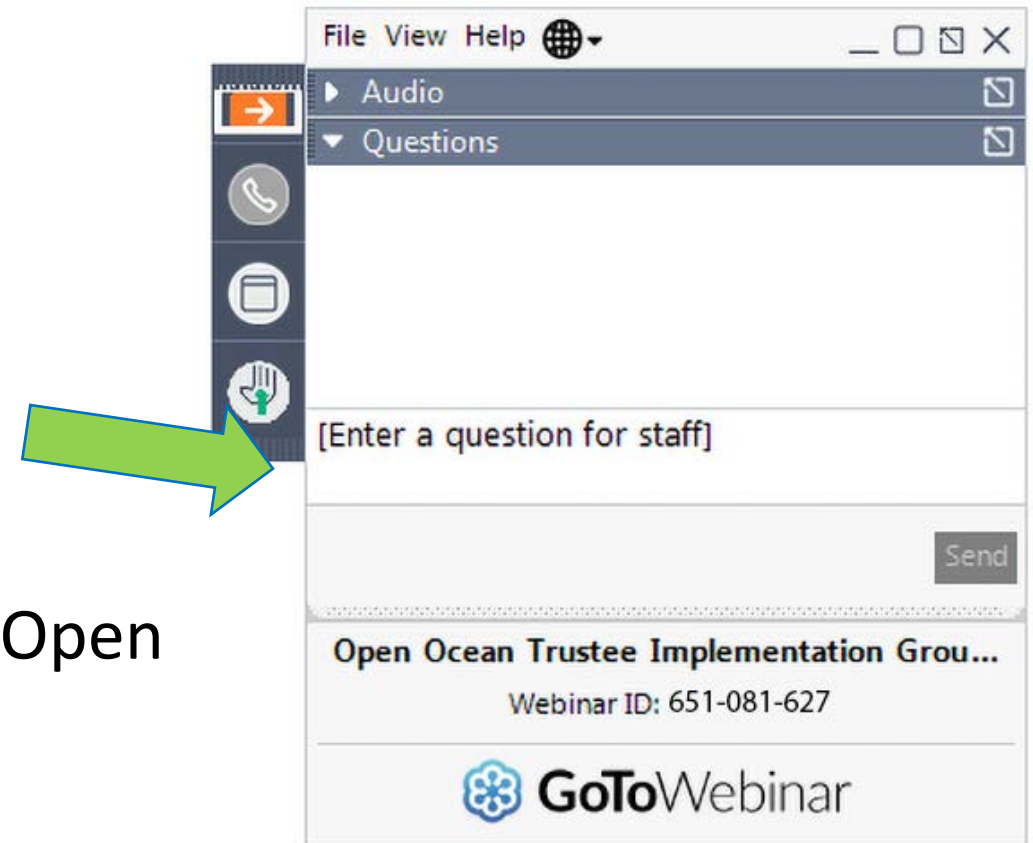 File View Help
Audio
Questions
[Enter a question for staff]
Send
Open
Open Ocean Trustee Implementation Grou...
Webinar ID: 651-081-627
GoToWebinar